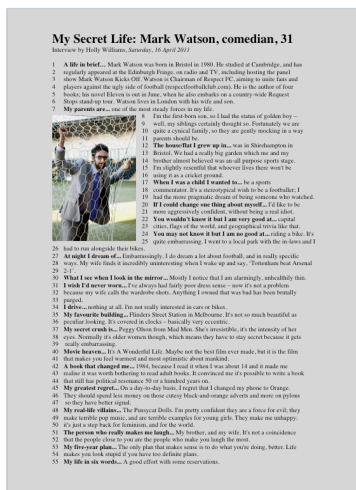 My Secret Life: Mark Watson, comedian, 31
Interview by Holly Williams, Saturday, 16 April 2011
1 A life in brief… Mark Watson was born in Bristol in 1980. He studied at Cambridge, and has
2 regularly appeared at the Edinburgh Fringe, on radio and TV, including hosting the panel
3 show Mark Watson Kicks Off. Watson is Chairman of Respect FC, aiming to unite fans and
4 players against the ugly side of football (respectfootballclub.com). He is the author of four
5 books; his novel Eleven is out in June, when he also embarks on a country-wide Request
6 Stops stand-up tour. Watson lives in London with his wife and son.
7 My parents are... one of the most steady forces in my life.
8 I'm the first-born son, so I had the status of golden boy –
9 well, my siblings certainly thought so. Fortunately we are
10 quite a cynical family, so they are gently mocking in a way
11 parents should be.
12 The house/flat I grew up in... was in Shirehampton in
13 Bristol. We had a really big garden which me and my
14 brother almost believed was an all-purpose sports stage.
15 I'm slightly resentful that whoever lives there won't be
16 using it as a cricket ground.
17 When I was a child I wanted to... be a sports
18 commentator. It's a stereotypical wish to be a footballer; I
19 had the more pragmatic dream of being someone who watched.
20 If I could change one thing about myself... I'd like to be
21 more aggressively confident, without being a real idiot.
22 You wouldn't know it but I am very good at... capital
23 cities, flags of the world, and geographical trivia like that.
24 You may not know it but I am no good at... riding a bike. It's
25 quite embarrassing. I went to a local park with the in-laws and I
26 had to run alongside their bikes.
27 At night I dream of... Embarrassingly, I do dream a lot about football, and in really specific
28 ways. My wife finds it incredibly uninteresting when I wake up and say, 'Tottenham beat Arsenal
29 2-1'.
30 What I see when I look in the mirror... Mostly I notice that I am alarmingly, unhealthily thin.
31 I wish I'd never worn... I've always had fairly poor dress sense – now it's not a problem
32 because my wife calls the wardrobe shots. Anything I owned that was bad has been brutally
33 purged.
34 I drive... nothing at all. I'm not really interested in cars or bikes.
35 My favourite building... Flinders Street Station in Melbourne. It's not so much beautiful as
36 peculiar looking. It's covered in clocks – basically very eccentric.
37 My secret crush is... Peggy Olson from Mad Men. She's irresistible, it's the intensity of her
38 eyes. Normally it's older women though, which means they have to stay secret because it gets
39 really embarrassing.
40 Movie heaven... It's A Wonderful Life. Maybe not the best film ever made, but it is the film
41 that makes you feel warmest and most optimistic about mankind.
42 A book that changed me... 1984, because I read it when I was about 14 and it made me
43 realise it was worth bothering to read adult books. It convinced me it's possible to write a book
44 that still has political resonance 50 or a hundred years on.
45 My greatest regret... On a day-to-day basis, I regret that I changed my phone to Orange.
46 They should spend less money on those cutesy black-and-orange adverts and more on pylons
47 so they have better signal.
48 My real-life villains... The Pussycat Dolls. I'm pretty confident they are a force for evil; they
49 make terrible pop music, and are terrible examples for young girls. They make me unhappy:
50 it's just a step back for feminism, and for the world.
51 The person who really makes me laugh... My brother, and my wife. It's not a coincidence
52 that the people close to you are the people who make you laugh the most.
53 My five-year plan... The only plan that makes sense is to do what you're doing, better. Life
54 makes you look stupid if you have too definite plans.
55 My life in six words... A good effort with some reservations.